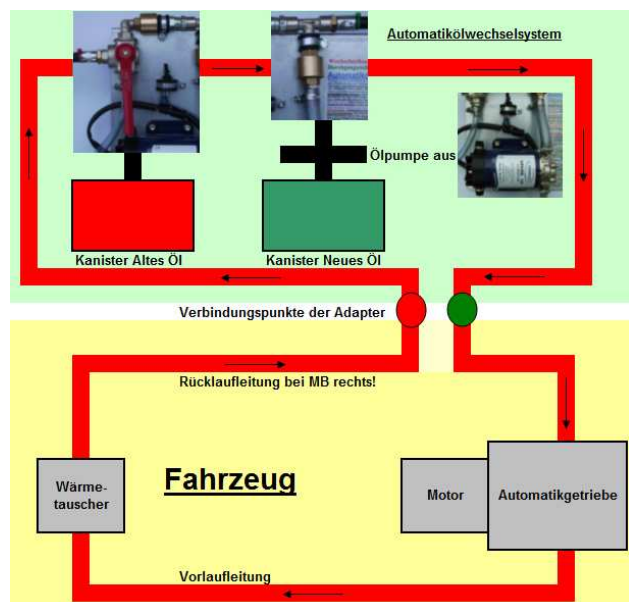 Automatikölwechselsystem
Ölpumpe aus
Kanister Altes Öl
Kanister Neues Öl
Verbindungspunkte der Adapter
Rücklaufleitung bei MB rechts!
Fahrzeug
Wärme-
tauscher
Motor
Automatikgetriebe
Vorlaufleitung